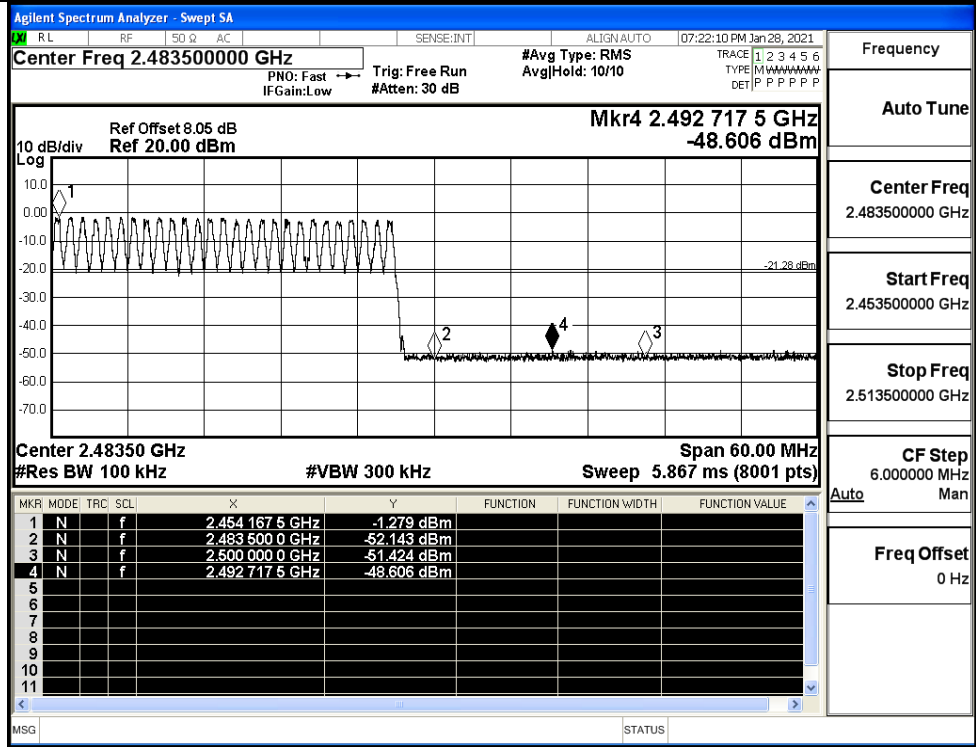 Agilent Spectrum Analyzer - Swept SA
LXI RL RF 50 Ω AC SENSE:INT ALIGN AUTO 07:22:10 PM Jan 28, 2021
Center Freq 2.483500000 GHz
PNO: Fast
IFGain:Low
Trig: Free Run
#Atten: 30 dB
#Avg Type: RMS
Avg|Hold: 10/10
TRACE 1 2 3 4 5 6
TYPE M W W W W W
DET P P P P P P
Frequency
Auto Tune
Center Freq
2.483500000 GHz
Start Freq
2.453500000 GHz
Stop Freq
2.513500000 GHz
CF Step
6.000000 MHz
Auto Man
Freq Offset
0 Hz
Mkr4 2.492 717 5 GHz
-48.606 dBm
Ref Offset 8.05 dB
10 dB/div Ref 20.00 dBm
Log
10.0
0.00
-10.0
-20.0
-30.0
-40.0
-50.0
-60.0
-70.0
1
2
4
3
-21.28 dBm
Center 2.48350 GHz Span 60.00 MHz
#Res BW 100 kHz #VBW 300 kHz Sweep 5.867 ms (8001 pts)
MKR MODE TRC SCL X Y FUNCTION FUNCTION WIDTH FUNCTION VALUE
1 N f 2.454 167 5 GHz -1.279 dBm
2 N f 2.483 500 0 GHz -52.143 dBm
3 N f 2.500 000 0 GHz -51.424 dBm
4 N f 2.492 717 5 GHz -48.606 dBm
5
6
7
8
9
10
11
MSG STATUS